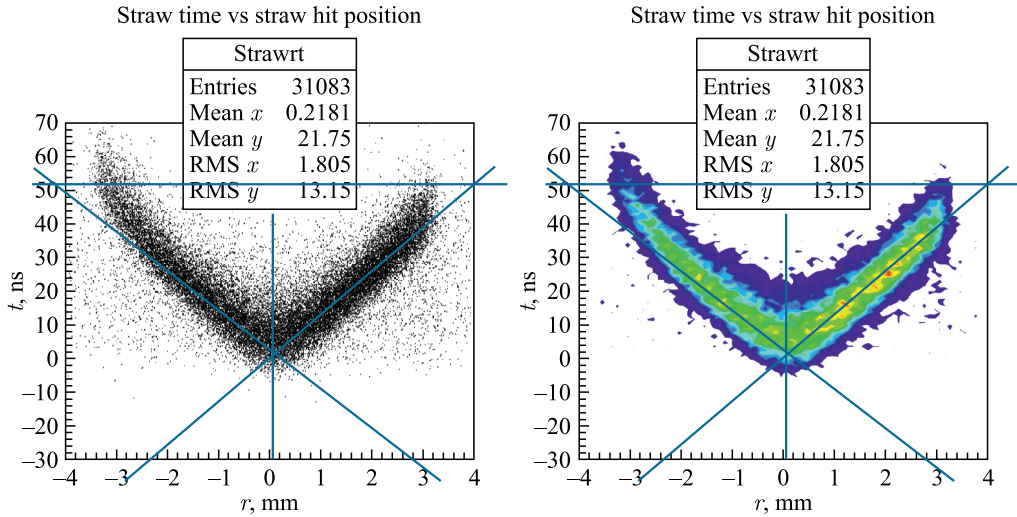 Straw time vs straw hit position
Strawrt
Entries 31083
Mean x 0.2181
Mean y 21.75
RMS x 1.805
RMS y 13.15
70
60
50
40
30
20
10
0
–10
–20
–30
t, ns
–4 –3 –2 –1 0 1 2 3 4
r, mm
Straw time vs straw hit position
Strawrt
Entries 31083
Mean x 0.2181
Mean y 21.75
RMS x 1.805
RMS y 13.15
70
60
50
40
30
20
10
0
–10
–20
–30
t, ns
–4 –3 –2 –1 0 1 2 3 4
r, mm